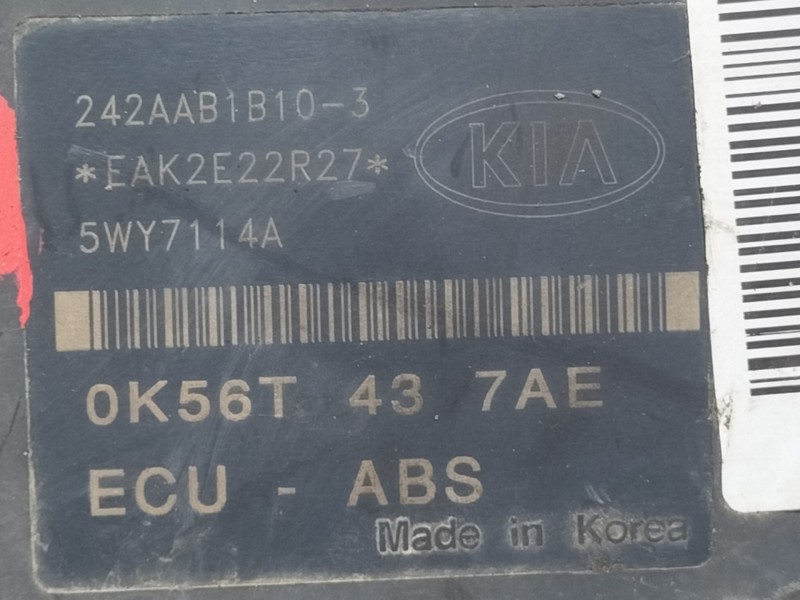 242AAB1B10-3
*EAK2E22R27*
KIA
5WY7114A
0K56T 43 7AE
ECU - ABS
Made in Korea